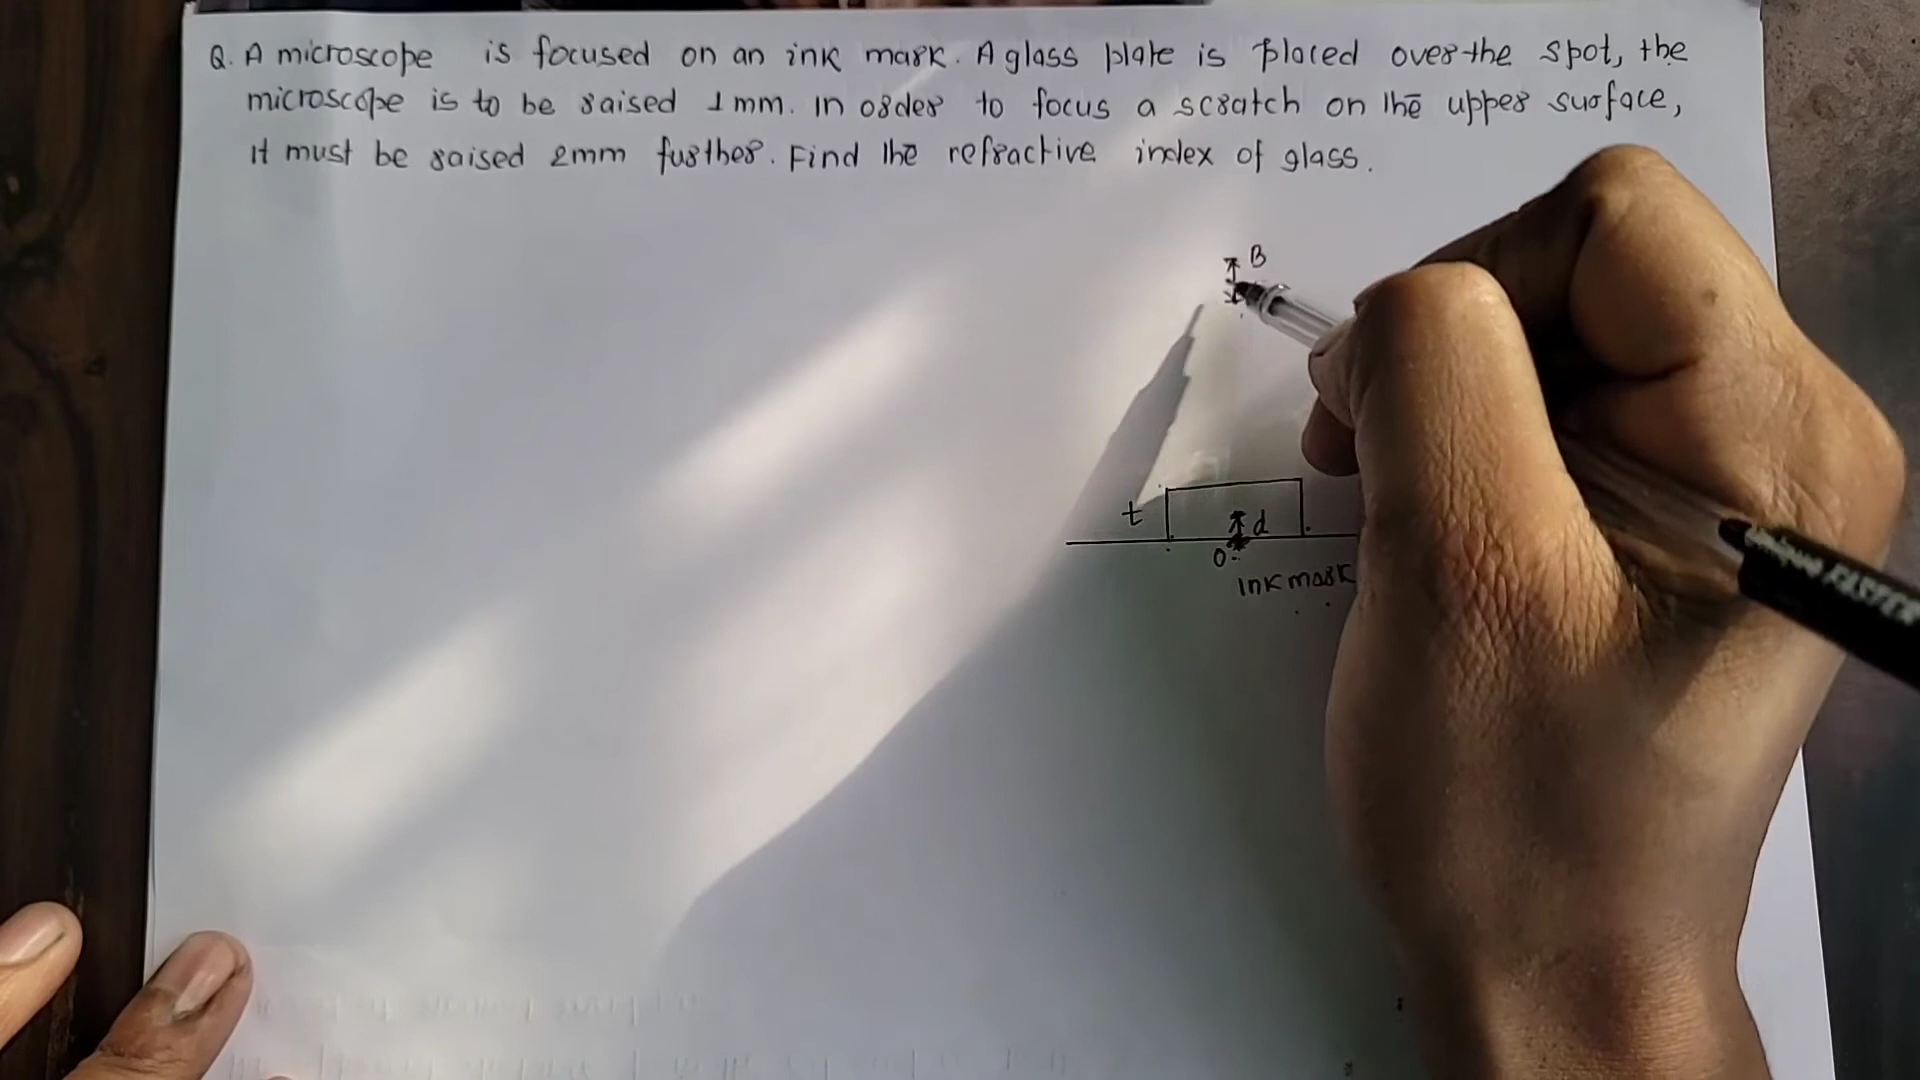 Q. A microscope is focused on an ink mark. A glass plate is placed over the spot, the
microscope is to be raised 1mm. In order to focus a scratch on the upper surface,
it must be raised 2mm further. Find the refractive index of glass.
B
t
d
O
ink mark